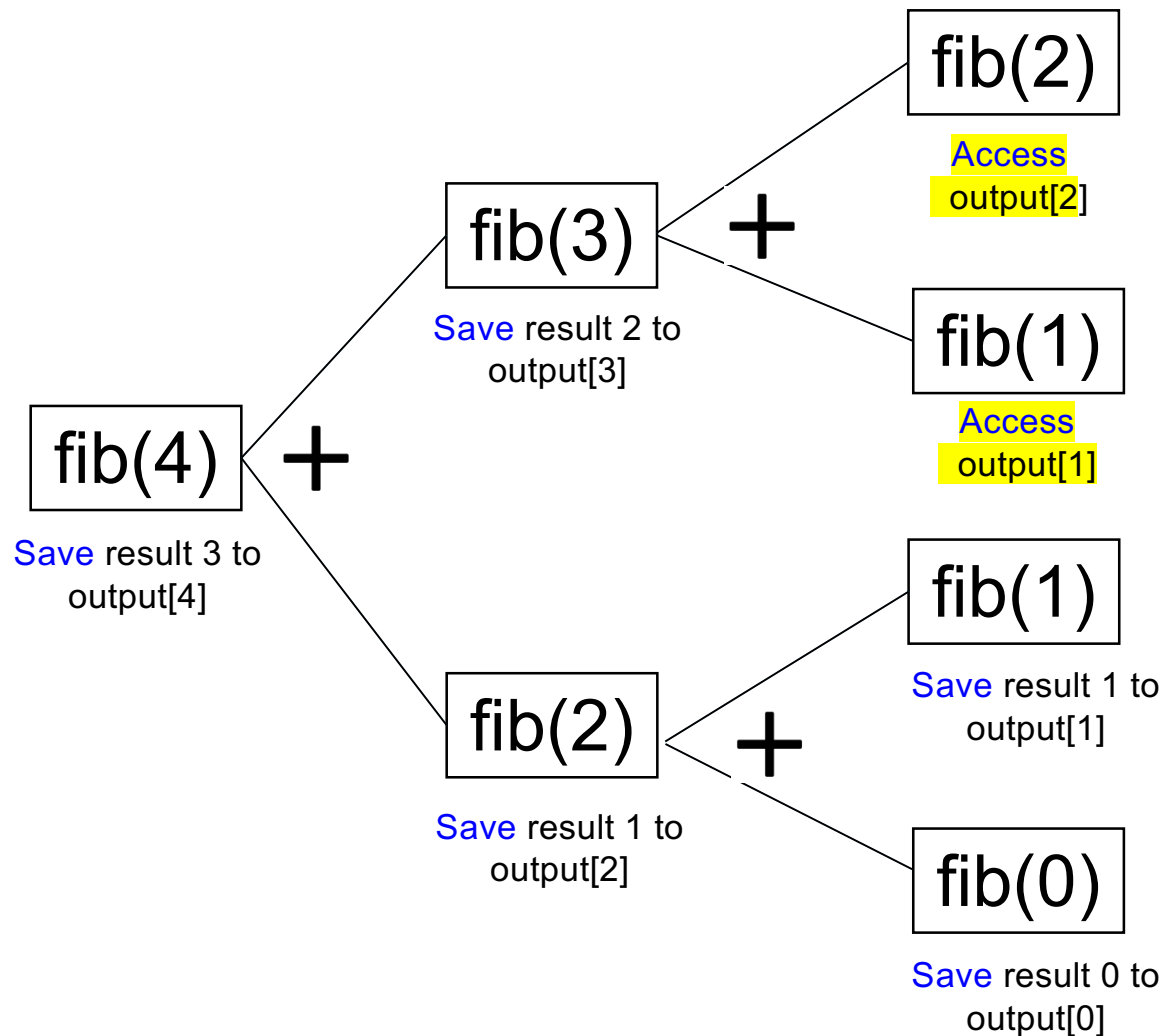 fib(2)
Access
output[2]
fib(3)
+
Save result 2 to
output[3]
fib(1)
Access
output[1]
fib(4)
+
Save result 3 to
output[4]
fib(1)
Save result 1 to
output[1]
fib(2)
+
Save result 1 to
output[2]
fib(0)
Save result 0 to
output[0]